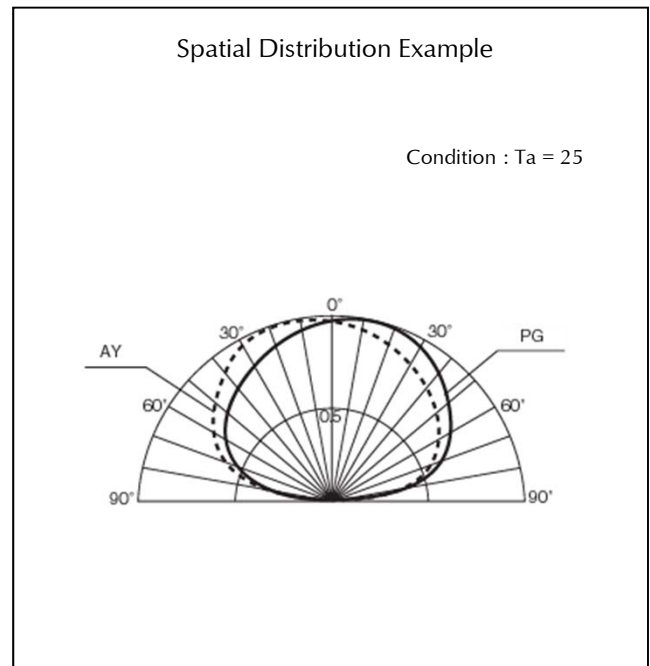 Spatial Distribution Example
Condition : Ta = 25
0°
30° 30°
AY PG
60° 60°
0.5
90° 90°